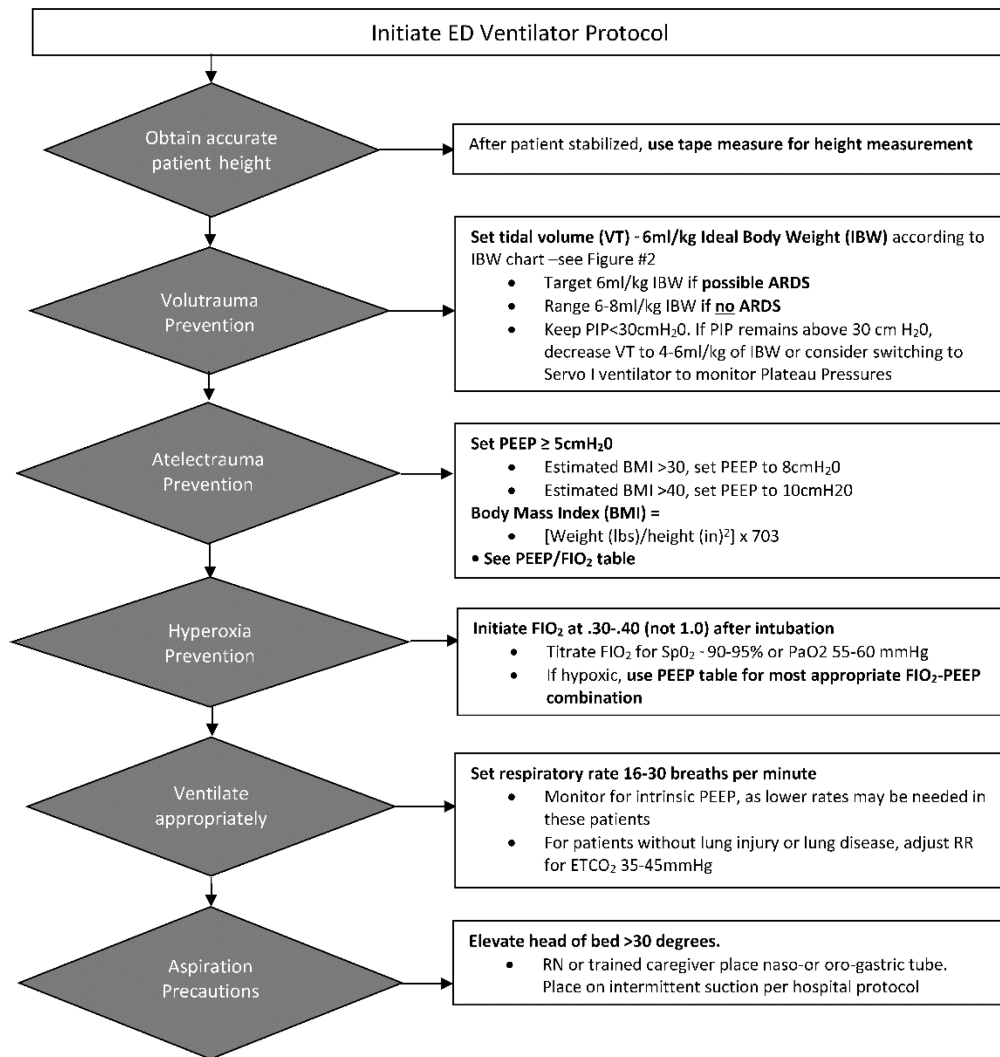 Initiate ED Ventilator Protocol
Obtain accurate
patient height
After patient stabilized, use tape measure for height measurement
Volutrauma
Prevention
Set tidal volume (VT) ~6ml/kg Ideal Body Weight (IBW) according to
IBW chart –see Figure #2
• Target 6ml/kg IBW if possible ARDS
• Range 6-8ml/kg IBW if no ARDS
• Keep PIP<30cmH₂0. If PIP remains above 30 cm H₂0,
decrease VT to 4-6ml/kg of IBW or consider switching to
Servo I ventilator to monitor Plateau Pressures
Atelectrauma
Prevention
Set PEEP ≥ 5cmH₂0
• Estimated BMI >30, set PEEP to 8cmH₂0
• Estimated BMI >40, set PEEP to 10cmH20
Body Mass Index (BMI) =
• [Weight (lbs)/height (in)²] x 703
• See PEEP/FIO₂ table
Hyperoxia
Prevention
Initiate FIO₂ at .30-.40 (not 1.0) after intubation
• Titrate FIO₂ for Sp0₂ ~90-95% or PaO2 55-60 mmHg
• If hypoxic, use PEEP table for most appropriate FIO₂-PEEP
combination
Ventilate
appropriately
Set respiratory rate 16-30 breaths per minute
• Monitor for intrinsic PEEP, as lower rates may be needed in
these patients
• For patients without lung injury or lung disease, adjust RR
for ETCO₂ 35-45mmHg
Aspiration
Precautions
Elevate head of bed >30 degrees.
• RN or trained caregiver place naso-or oro-gastric tube.
Place on intermittent suction per hospital protocol